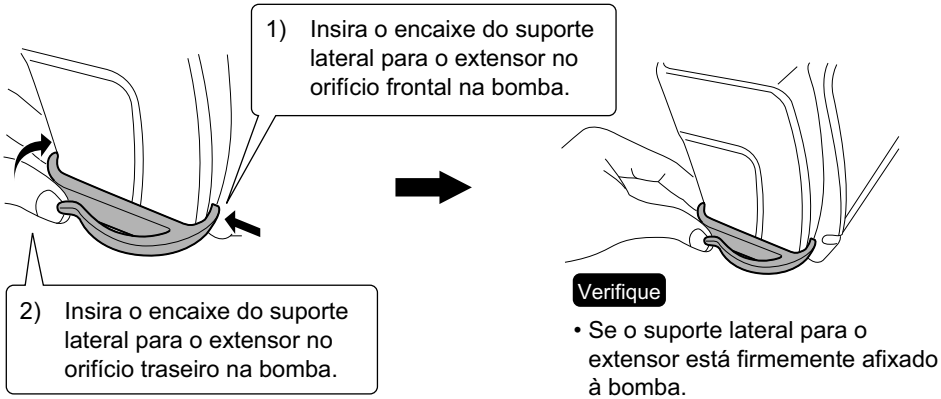 1) Insira o encaixe do suporte
lateral para o extensor no
orifício frontal na bomba.
2) Insira o encaixe do suporte
lateral para o extensor no
orifício traseiro na bomba.
Verifique
• Se o suporte lateral para o
extensor está firmemente afixado
à bomba.